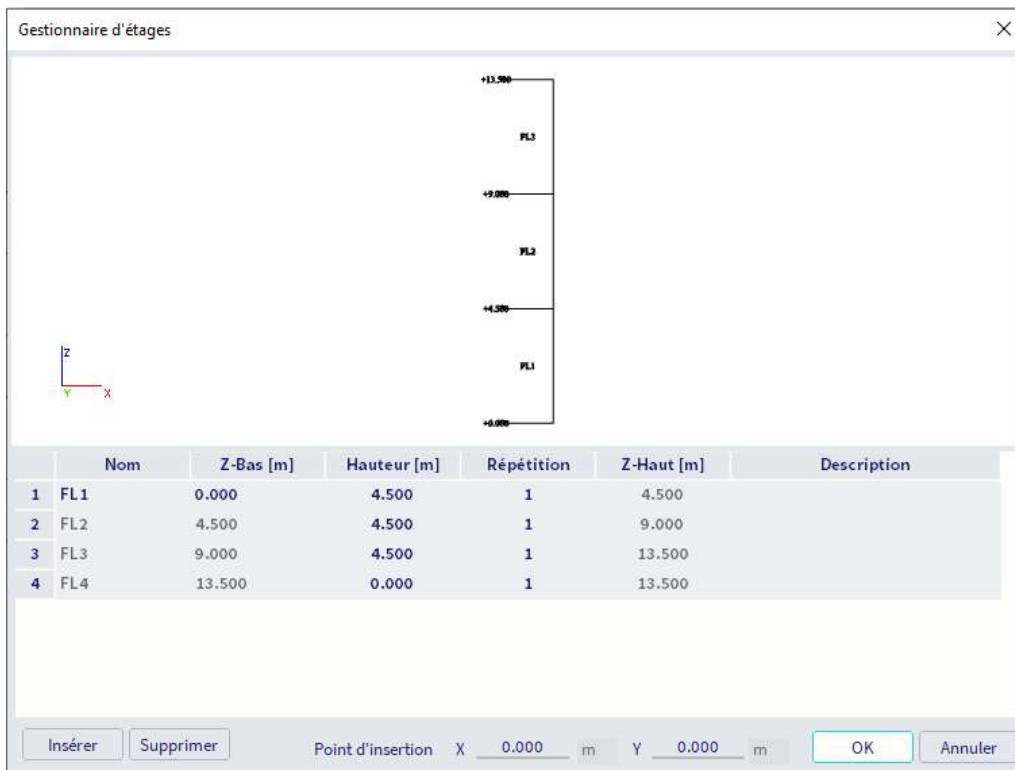 Gestionnaire d'étages
+13.500
FL3
+9.000
FL2
+4.500
FL1
+0.000
Z
Y X
Nom Z-Bas [m] Hauteur [m] Répétition Z-Haut [m] Description
1 FL1 0.000 4.500 1 4.500
2 FL2 4.500 4.500 1 9.000
3 FL3 9.000 4.500 1 13.500
4 FL4 13.500 0.000 1 13.500
Insérer Supprimer Point d'insertion X 0.000 m Y 0.000 m OK Annuler